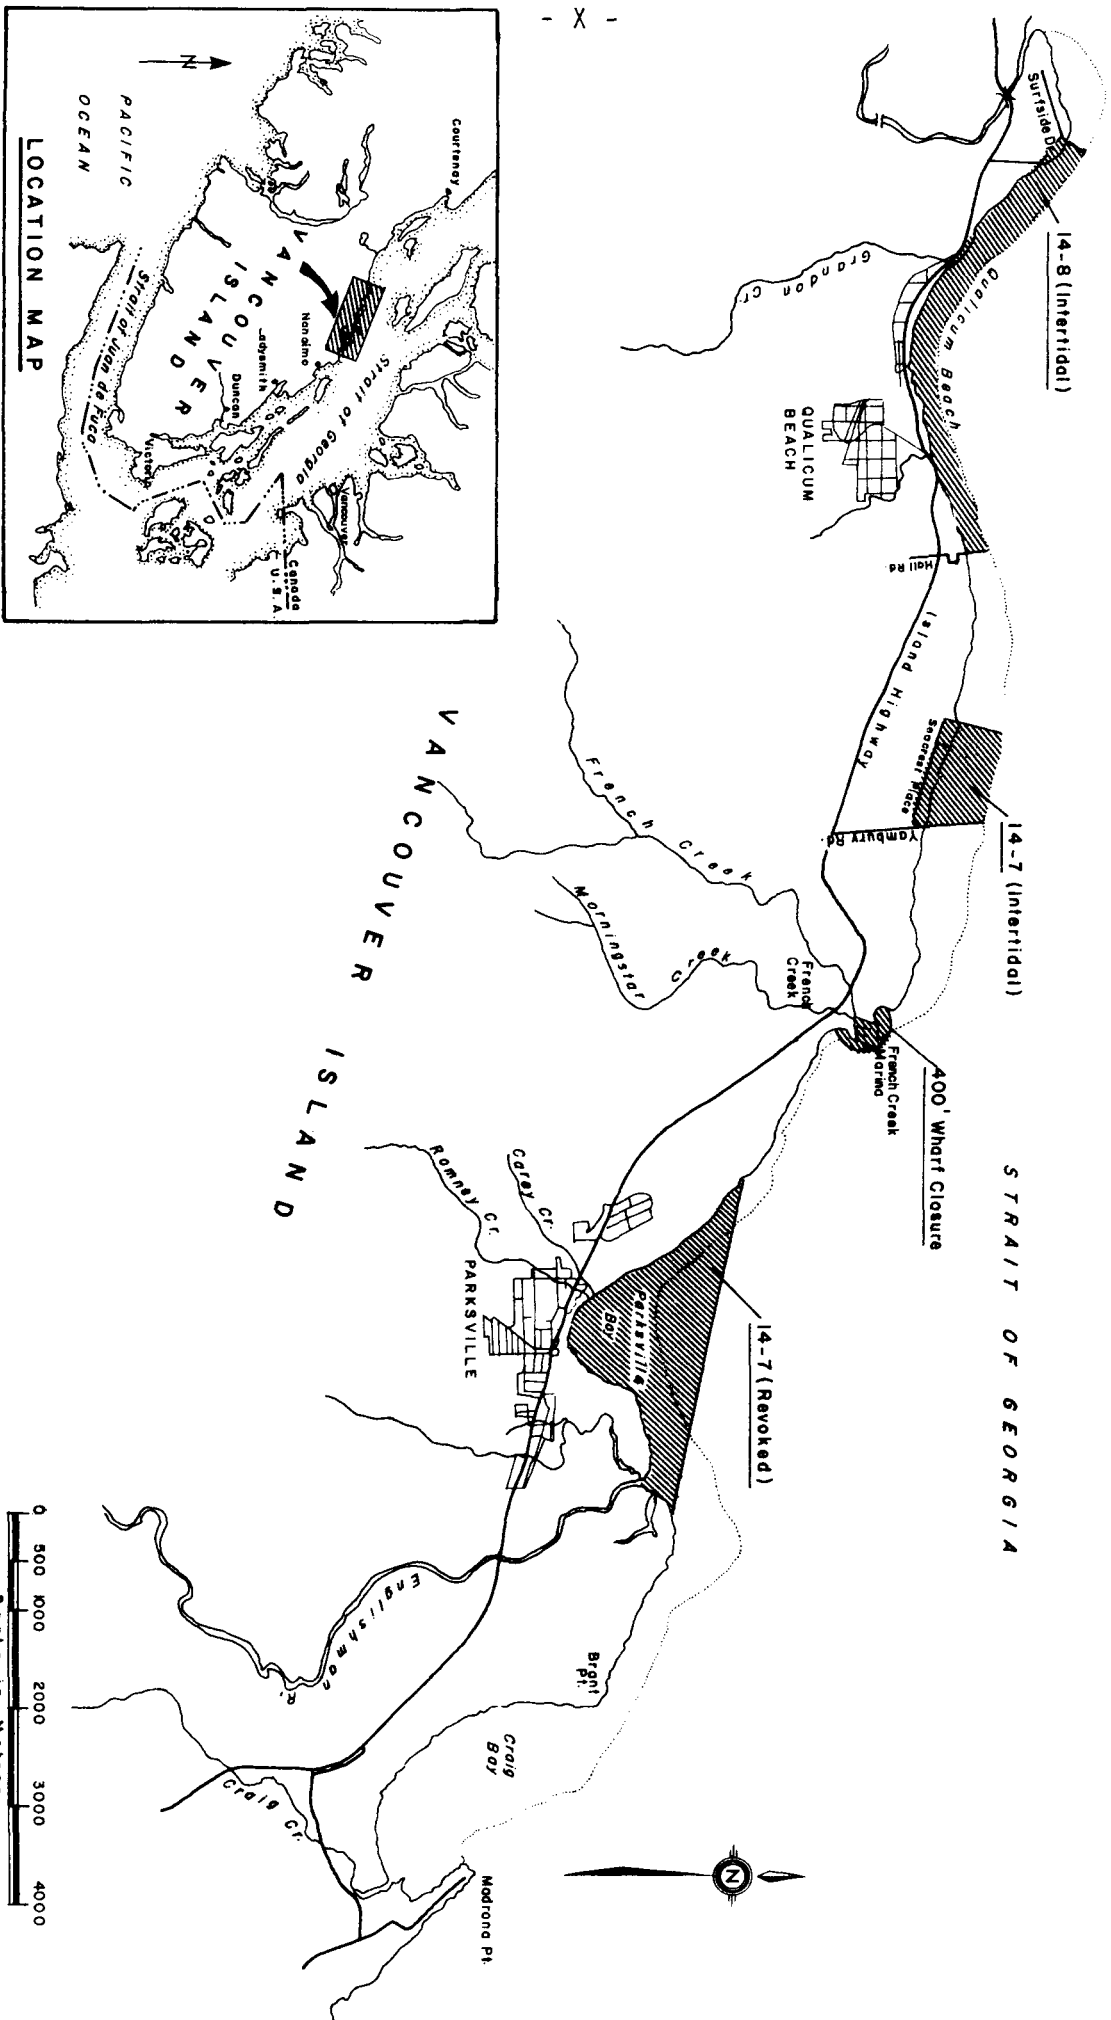 - X -
Surfside Dr.
14-8 (Intertidal)
Qualicum Beach
Grandon Cr.
QUALICUM
BEACH
Hall Rd.
Island Highway
Seacrest Place
Yambury Rd.
14-7 (Intertidal)
French Creek
Morningstar Creek
French
Creek
French Creek
Marina
400' Wharf Closure
STRAIT OF GEORGIA
VANCOUVER ISLAND
Romney Cr.
Carey Cr.
PARKSVILLE
Parksville
Bay
14-7 (Revoked)
Englishman R.
Brant
Pt.
Craig
Bay
Craig Cr.
Madrona Pt.
N
0 500 1000 2000 3000 4000
N
PACIFIC
OCEAN
Courtenay
VANCOUVER
ISLAND
Nanaimo
Ladysmith
Duncan
Victoria
Strait of Georgia
Vancouver
Canada
U.S.A.
Strait of Juan de Fuca
LOCATION MAP